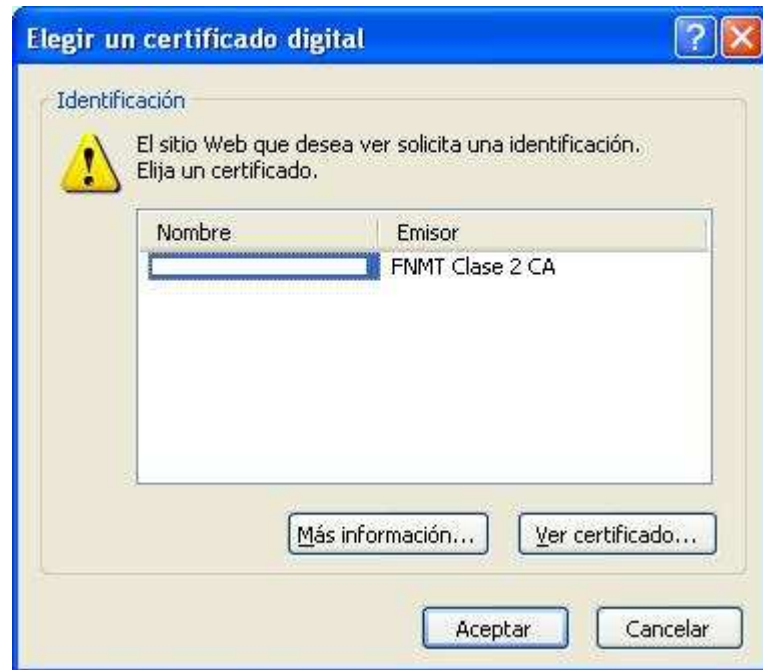 Elegir un certificado digital
Identificación
El sitio Web que desea ver solicita una identificación.
Elija un certificado.
Nombre Emisor
FNMT Clase 2 CA
Más información... Ver certificado...
Aceptar Cancelar